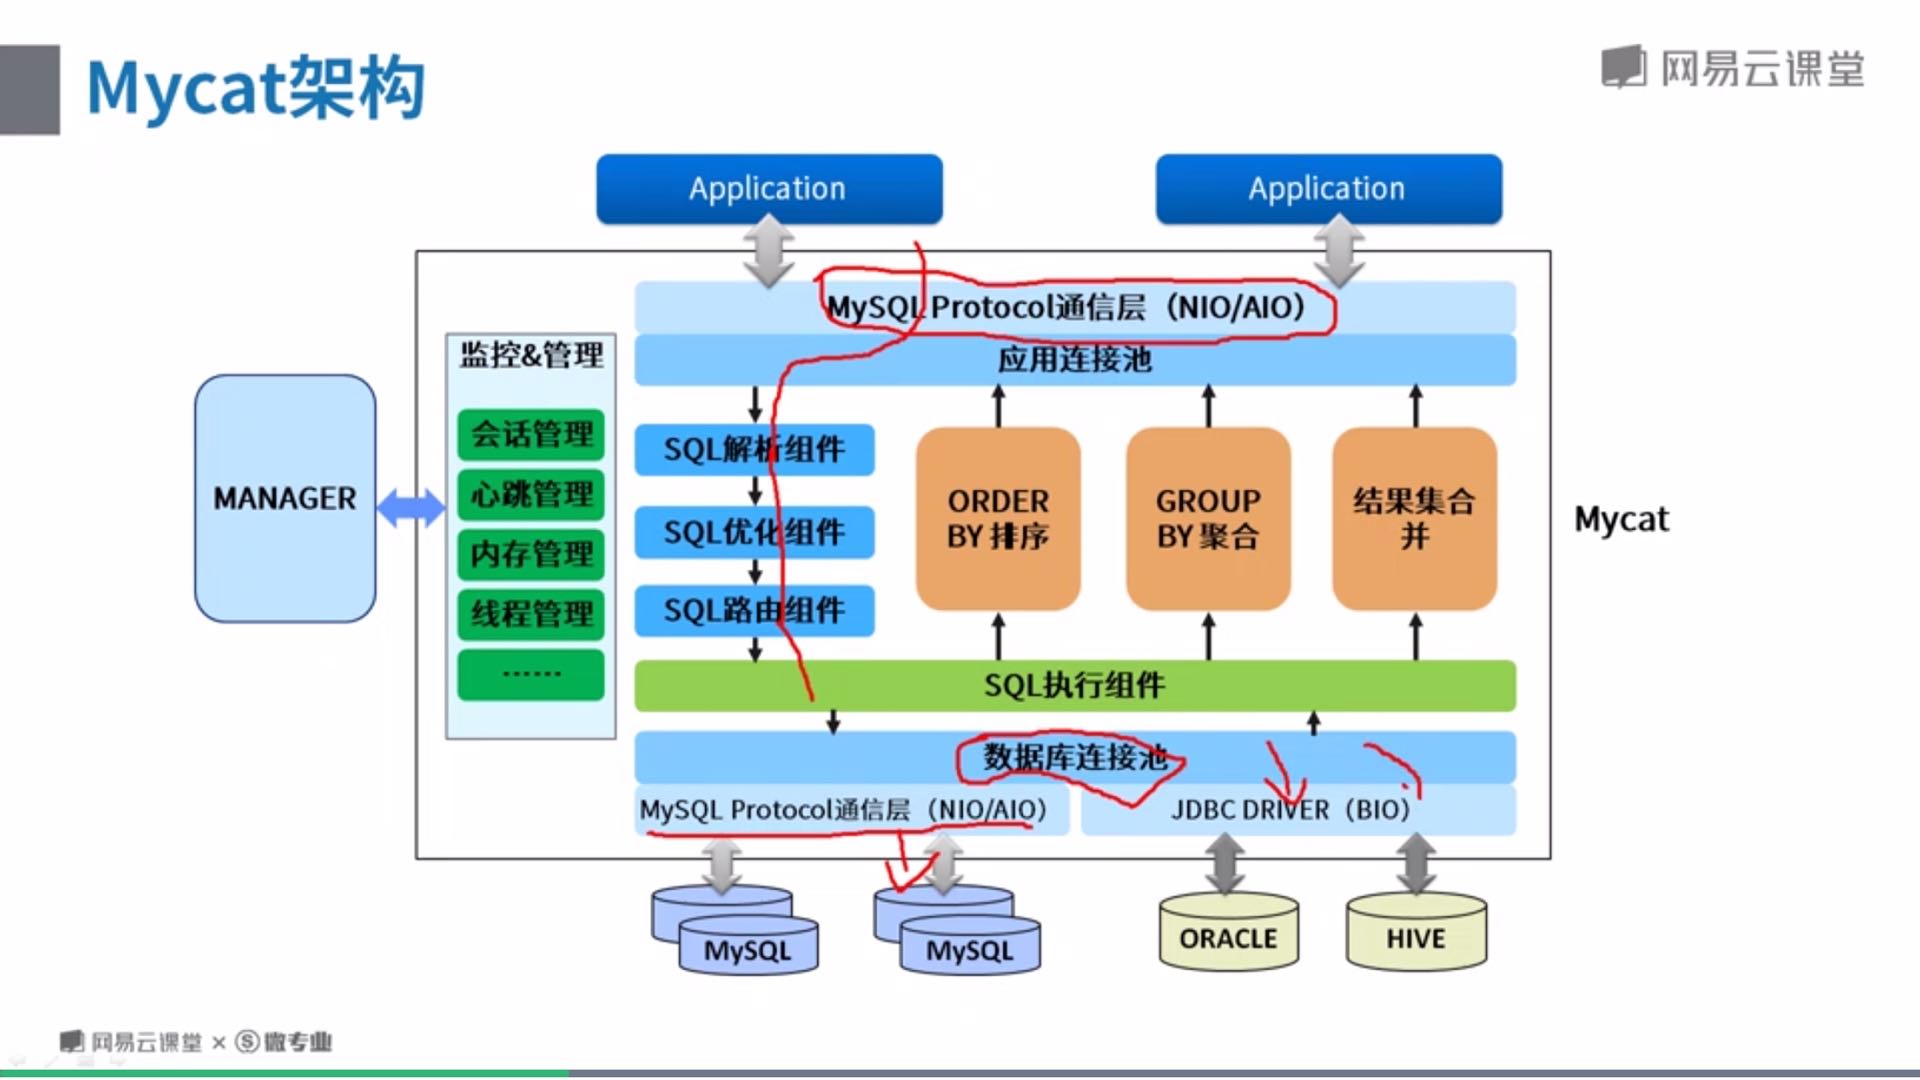 Mycat架构
网易云课堂
Application
Application
MySQL Protocol通信层（NIO/AIO）
应用连接池
监控&管理
会话管理
心跳管理
内存管理
线程管理
······
MANAGER
SQL解析组件
SQL优化组件
SQL路由组件
ORDER
BY 排序
GROUP
BY 聚合
结果集合
并
Mycat
SQL执行组件
数据库连接池
MySQL Protocol通信层（NIO/AIO）
JDBC DRIVER（BIO）
MySQL
MySQL
ORACLE
HIVE
网易云课堂 × Ⓢ微专业